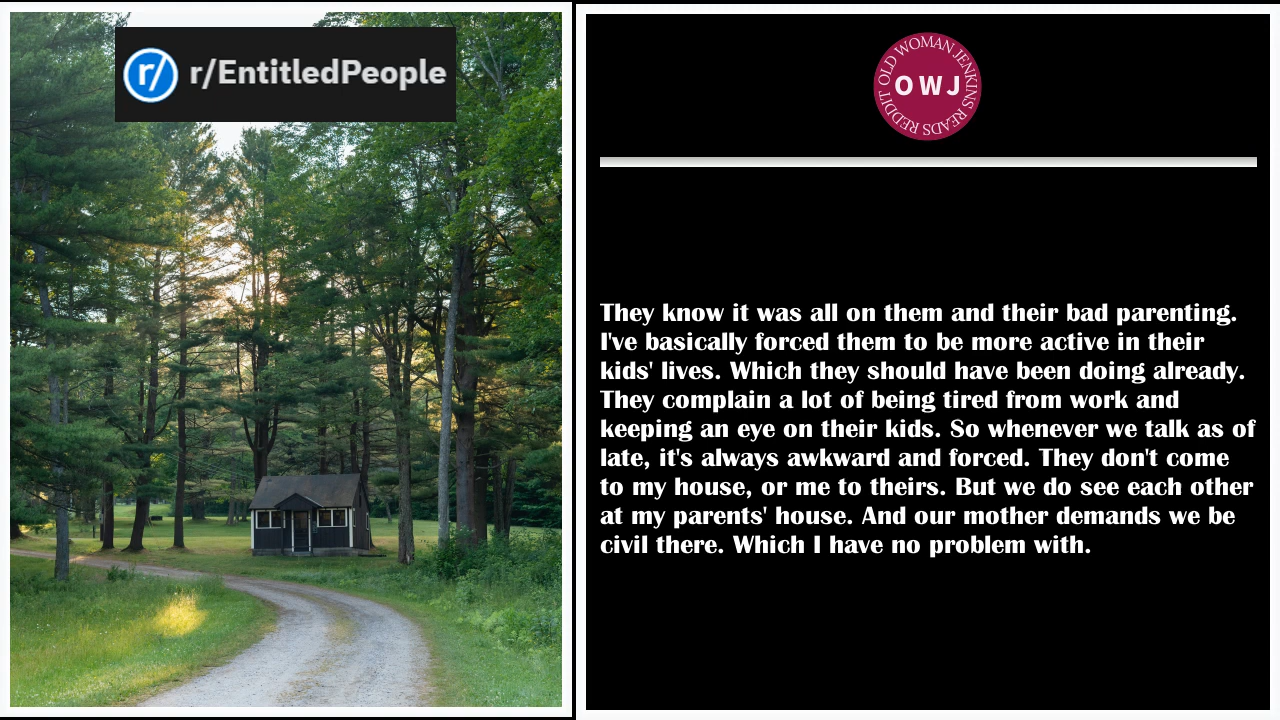 r/ r/EntitledPeople
OLD WOMAN JENKINS READS REDDIT
OWJ
They know it was all on them and their bad parenting.
I've basically forced them to be more active in their
kids' lives. Which they should have been doing already.
They complain a lot of being tired from work and
keeping an eye on their kids. So whenever we talk as of
late, it's always awkward and forced. They don't come
to my house, or me to theirs. But we do see each other
at my parents' house. And our mother demands we be
civil there. Which I have no problem with.